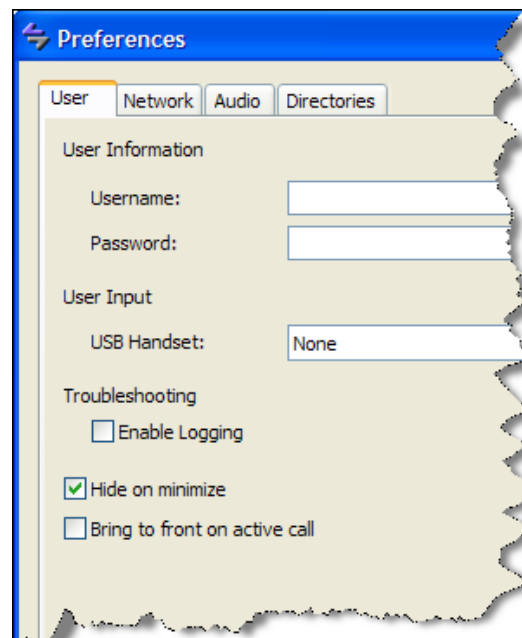 Preferences
User Network Audio Directories
User Information
Username:
Password:
User Input
USB Handset: None
Troubleshooting
Enable Logging
Hide on minimize
Bring to front on active call